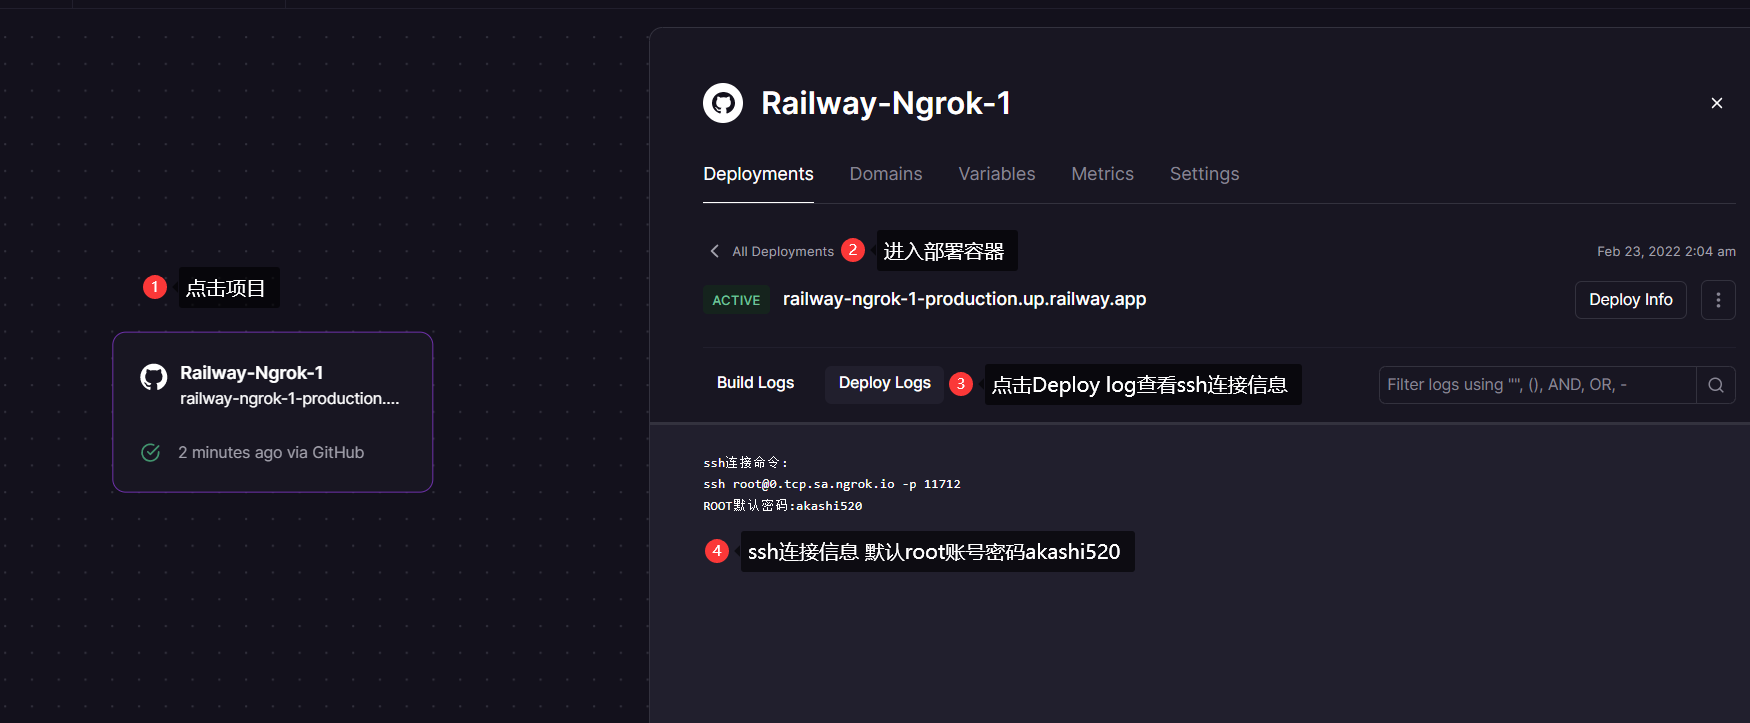 Railway-Ngrok-1
Deployments Domains Variables Metrics Settings
All Deployments 2 进入部署容器 Feb 23, 2022 2:04 am
1 点击项目
ACTIVE railway-ngrok-1-production.up.railway.app Deploy Info
Railway-Ngrok-1
railway-ngrok-1-production....
2 minutes ago via GitHub
Build Logs Deploy Logs 3 点击Deploy log查看ssh连接信息 Filter logs using "", (), AND, OR, -
ssh连接命令:
ssh root@0.tcp.sa.ngrok.io -p 11712
ROOT默认密码:akashi520
4 ssh连接信息 默认root账号密码akashi520